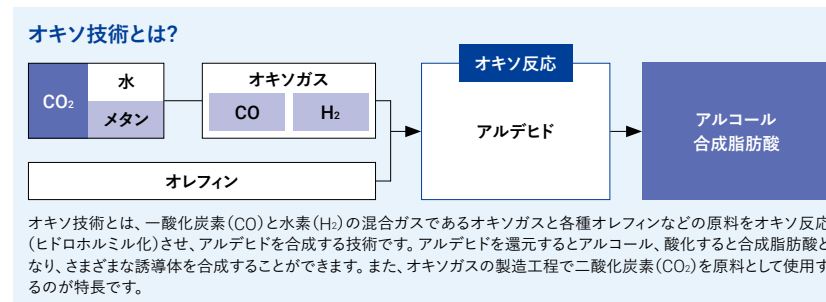 オキソ技術とは?
オキソ反応
CO₂
水
メタン
オキソガス
CO
H₂
アルデヒド
アルコール
合成脂肪酸
オレフィン
オキソ技術とは、一酸化炭素(CO)と水素(H₂)の混合ガスであるオキソガスと各種オレフィンなどの原料をオキソ反応
(ヒドロホルミル化)させ、アルデヒドを合成する技術です。アルデヒドを還元するとアルコール、酸化すると合成脂肪酸と
なり、さまざまな誘導体を合成することができます。また、オキソガスの製造工程で二酸化炭素(CO₂)を原料として使用す
るのが特長です。